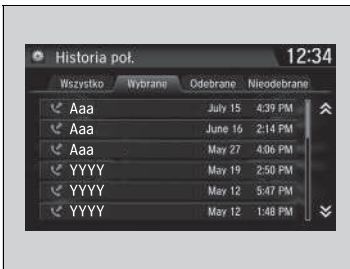 Historia poł. 12:34
Wszystko Wybrane Odebrane Nieodebrane
Aaa July 15 4:39 PM
Aaa June 16 2:14 PM
Aaa May 27 4:06 PM
YYYY May 19 2:50 PM
YYYY May 12 5:47 PM
YYYY May 12 1:48 PM